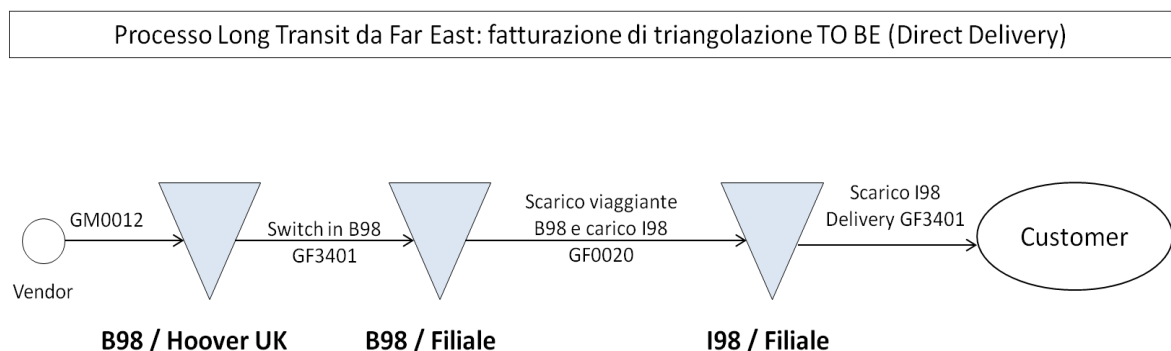 Processo Long Transit da Far East: fatturazione di triangolazione TO BE (Direct Delivery)
GM0012
Switch in B98
GF3401
Scarico viaggiante
B98 e carico I98
GF0020
Scarico I98
Delivery GF3401
Customer
Vendor
B98 / Hoover UK
B98 / Filiale
I98 / Filiale